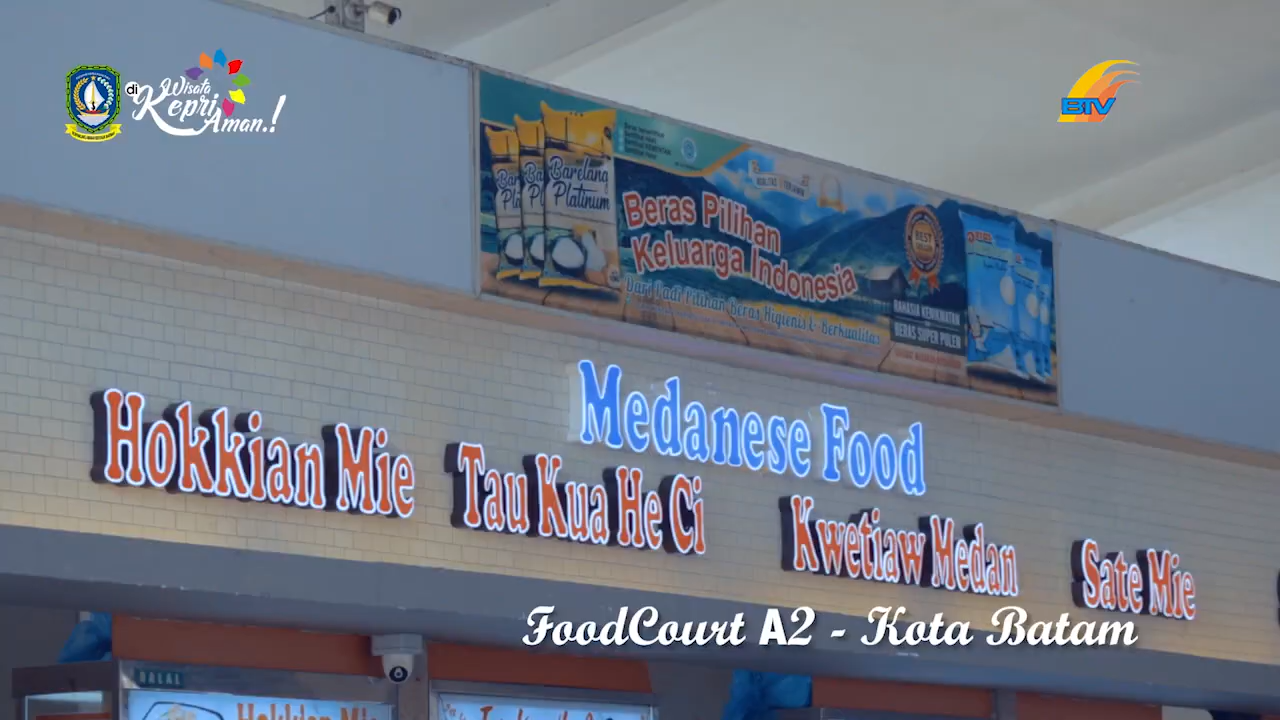 di Wisata
Kepri
Aman.!
BTV
Barelang
Platinum
Beras Pilihan
Keluarga Indonesia
Dari Padi Pilihan Beras Higienis & Berkualitas
BEST
RAHASIA KENIKMATAN
BERAS SUPER PULEN
Medanese Food
Hokkian Mie
Tau Kua He Ci
Kwetiaw Medan
Sate Mie
FoodCourt A2 - Kota Batam
HALAL
Hokkian Mie